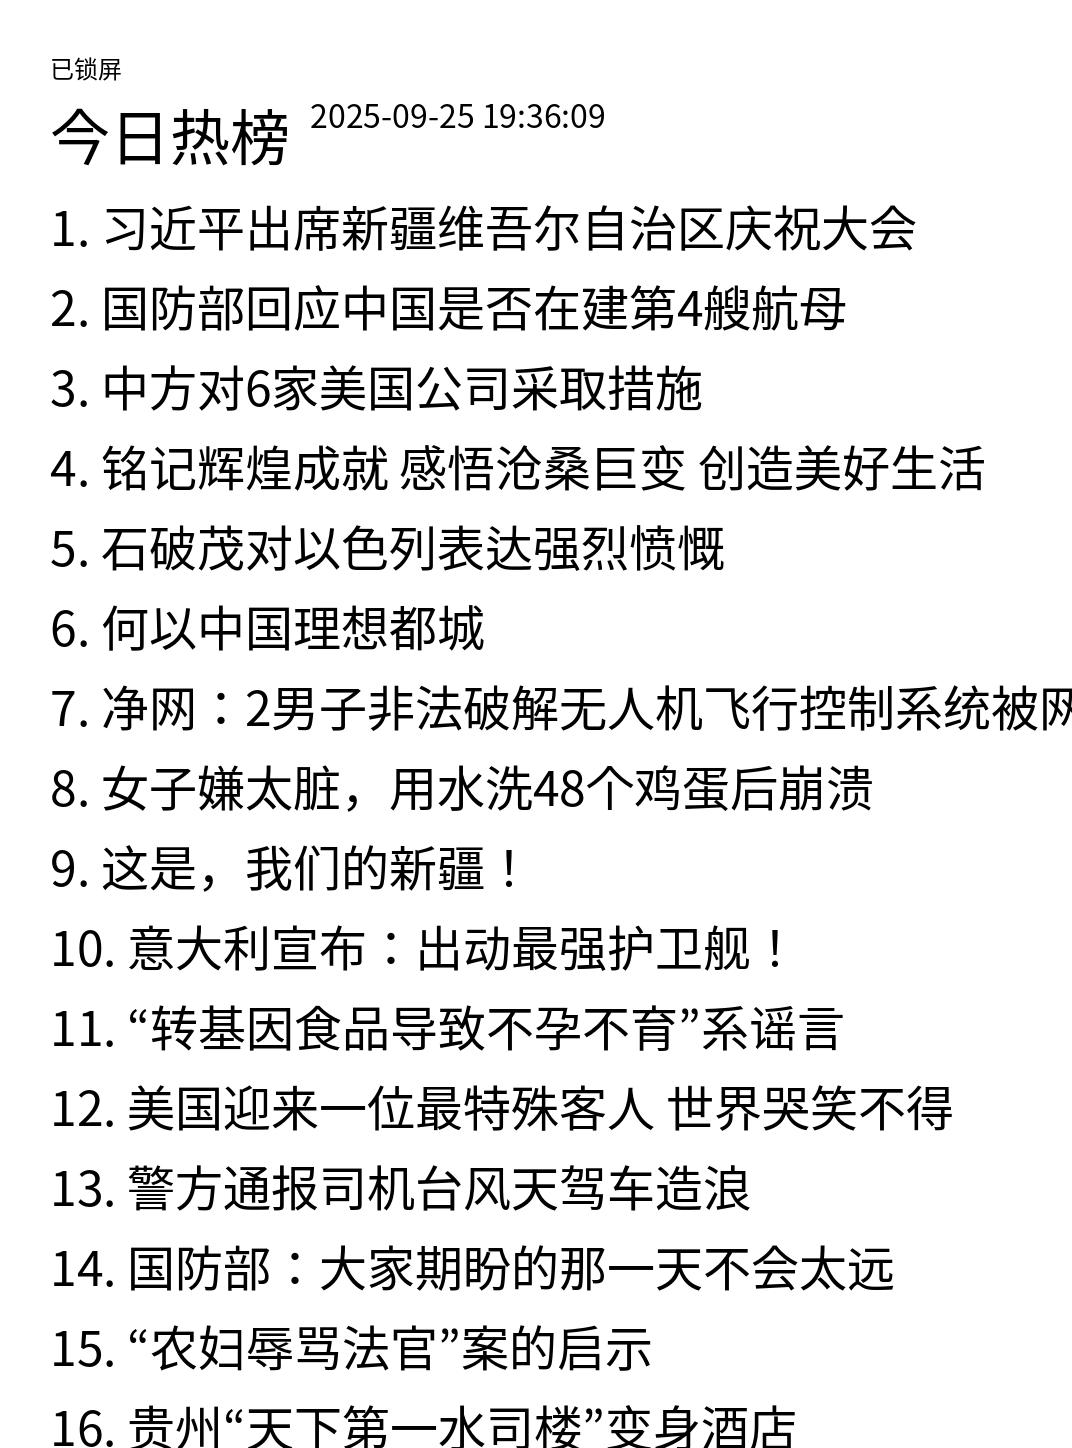 已锁屏
今日热榜 2025-09-25 19:36:09
1. 习近平出席新疆维吾尔自治区庆祝大会
2. 国防部回应中国是否在建第4艘航母
3. 中方对6家美国公司采取措施
4. 铭记辉煌成就 感悟沧桑巨变 创造美好生活
5. 石破茂对以色列表达强烈愤慨
6. 何以中国理想都城
7. 净网：2男子非法破解无人机飞行控制系统被网
8. 女子嫌太脏，用水洗48个鸡蛋后崩溃
9. 这是，我们的新疆！
10. 意大利宣布：出动最强护卫舰！
11. “转基因食品导致不孕不育”系谣言
12. 美国迎来一位最特殊客人 世界哭笑不得
13. 警方通报司机台风天驾车造浪
14. 国防部：大家期盼的那一天不会太远
15. “农妇辱骂法官”案的启示
16. 贵州“天下第一水司楼”变身酒店